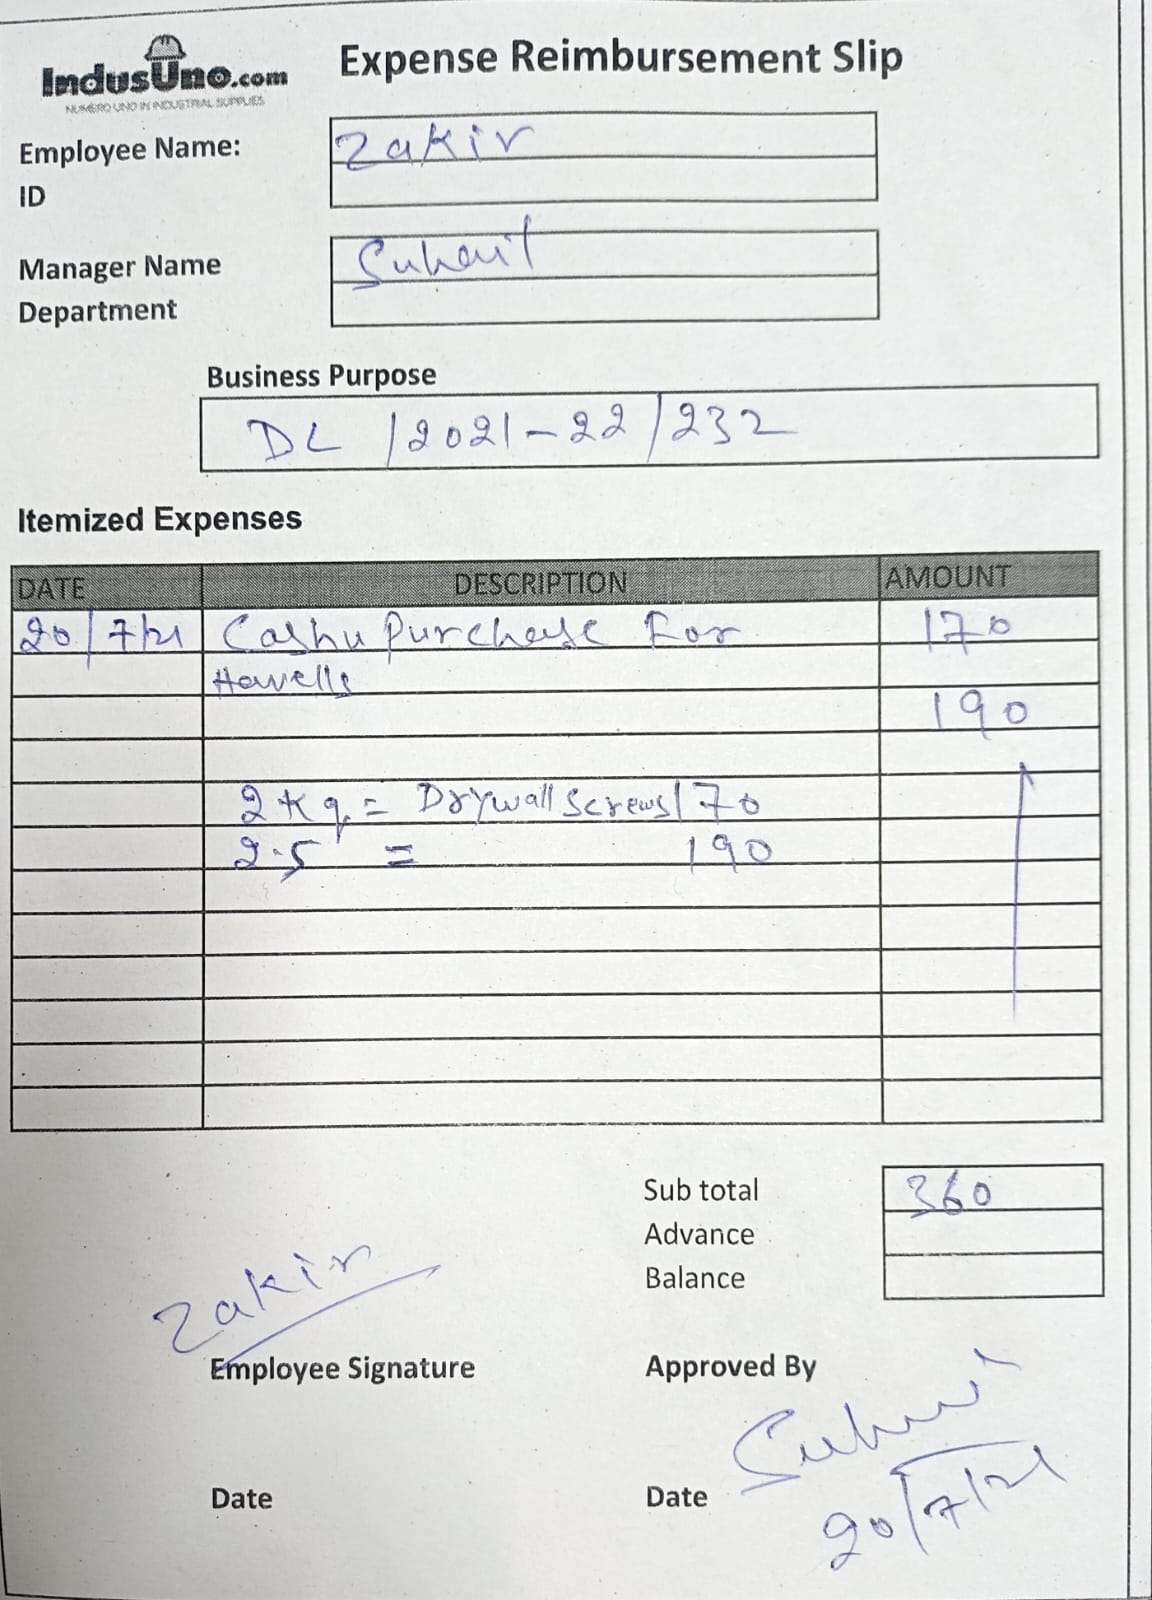 IndusUno.com
NUMERO UNO IN INDUSTRIAL SUPPLIES
Expense Reimbursement Slip
Employee Name: Zakir
ID
Manager Name Suhail
Department
Business Purpose
DL /2021-22/232
Itemized Expenses
DATE DESCRIPTION AMOUNT
20/7/21 Cash Purchase For 170
Havells
190
2 Kg = Drywall Screws 170
2.5 = 190
Sub total 360
Advance
Balance
Zakir
Employee Signature Approved By
Suhail
Date Date
20/7/21